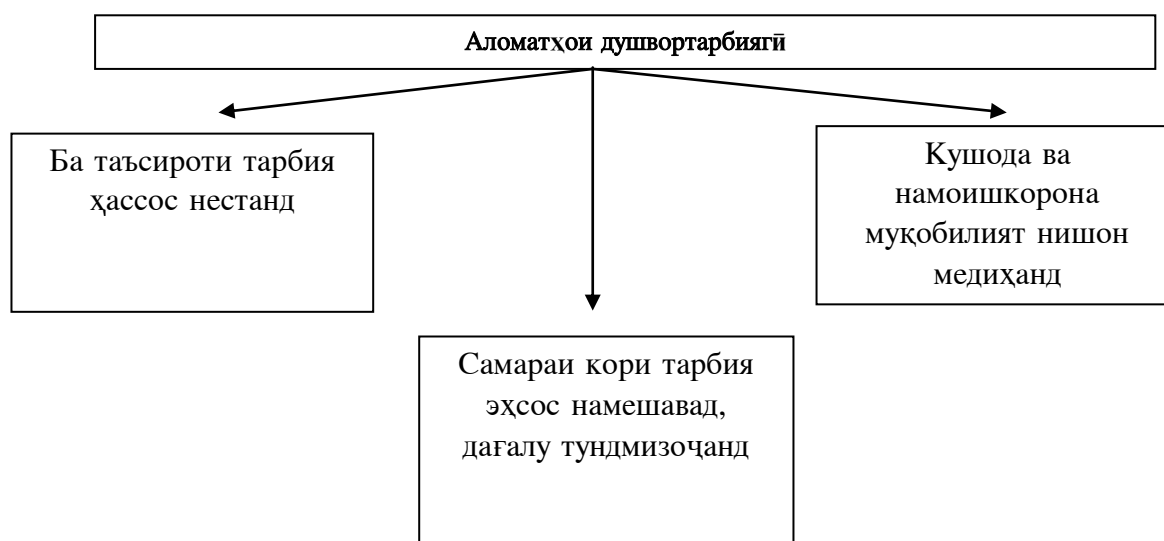 Аломатҳои душвортарбиягӣ
Ба таъсироти тарбия
ҳассос нестанд
Самараи кори тарбия
эҳсос намешавад,
дағалу тундмизоҷанд
Кушода ва
намоишкорона
муқобилият нишон
медиҳанд